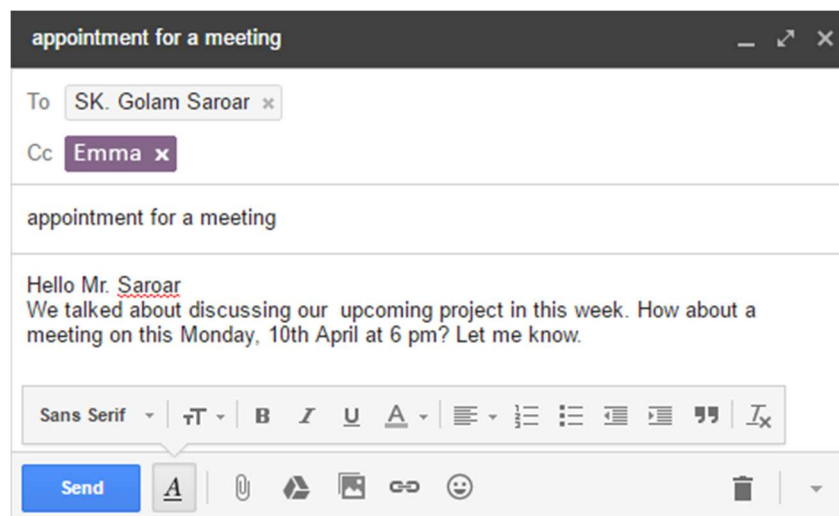 appointment for a meeting
To SK. Golam Saroar ×
Cc Emma ×
appointment for a meeting
Hello Mr. Saroar
We talked about discussing our  upcoming project in this week. How about a
meeting on this Monday, 10th April at 6 pm? Let me know.
Sans Serif TT B I U A Tx
Send A